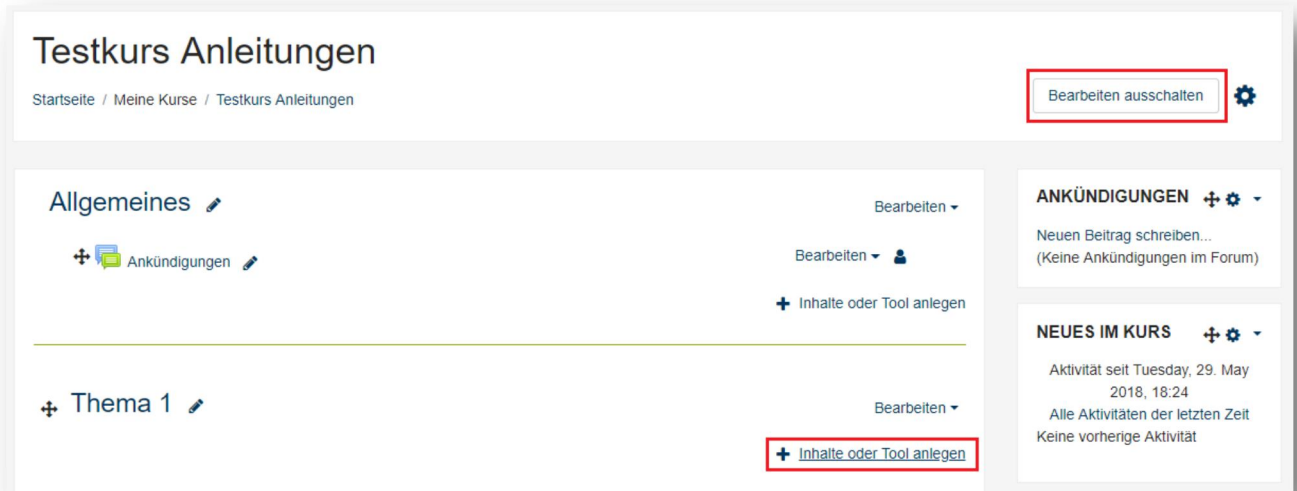 Testkurs Anleitungen
Startseite / Meine Kurse / Testkurs Anleitungen
Bearbeiten ausschalten
Allgemeines
Bearbeiten
Ankündigungen
Bearbeiten
Inhalte oder Tool anlegen
Thema 1
Bearbeiten
Inhalte oder Tool anlegen
ANKÜNDIGUNGEN
Neuen Beitrag schreiben...
(Keine Ankündigungen im Forum)
NEUES IM KURS
Aktivität seit Tuesday, 29. May
2018, 18:24
Alle Aktivitäten der letzten Zeit
Keine vorherige Aktivität